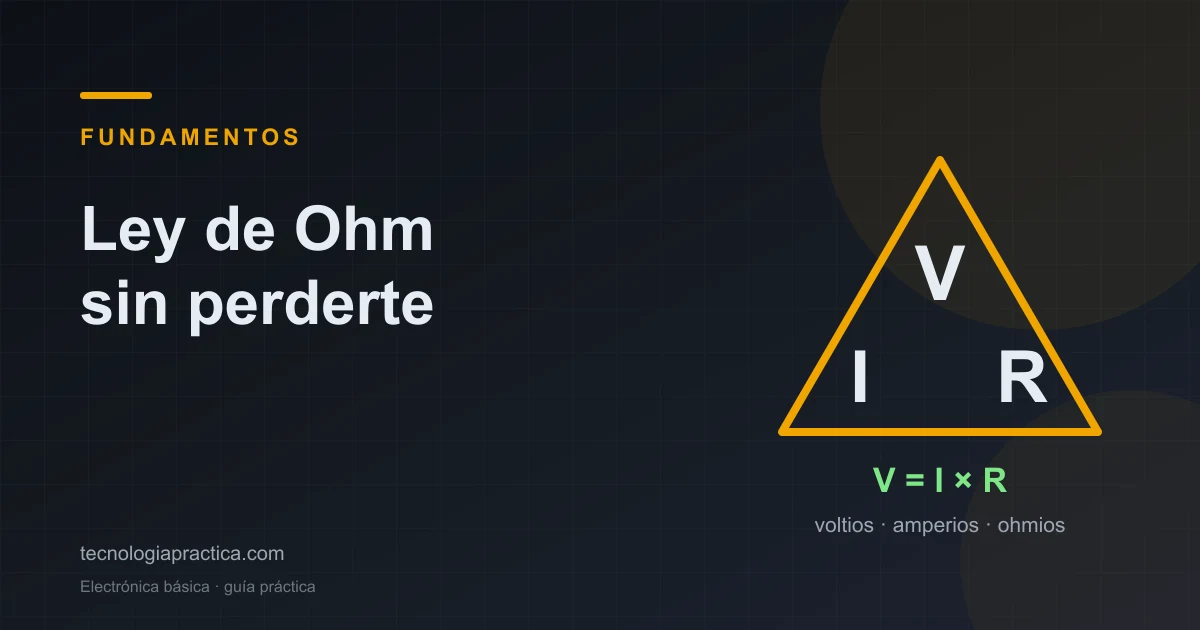 FUNDAMENTOS
Ley de Ohm
sin perderte
V
I R
V = I × R
voltios · amperios · ohmios
tecnologiapractica.com
Electrónica básica · guía práctica